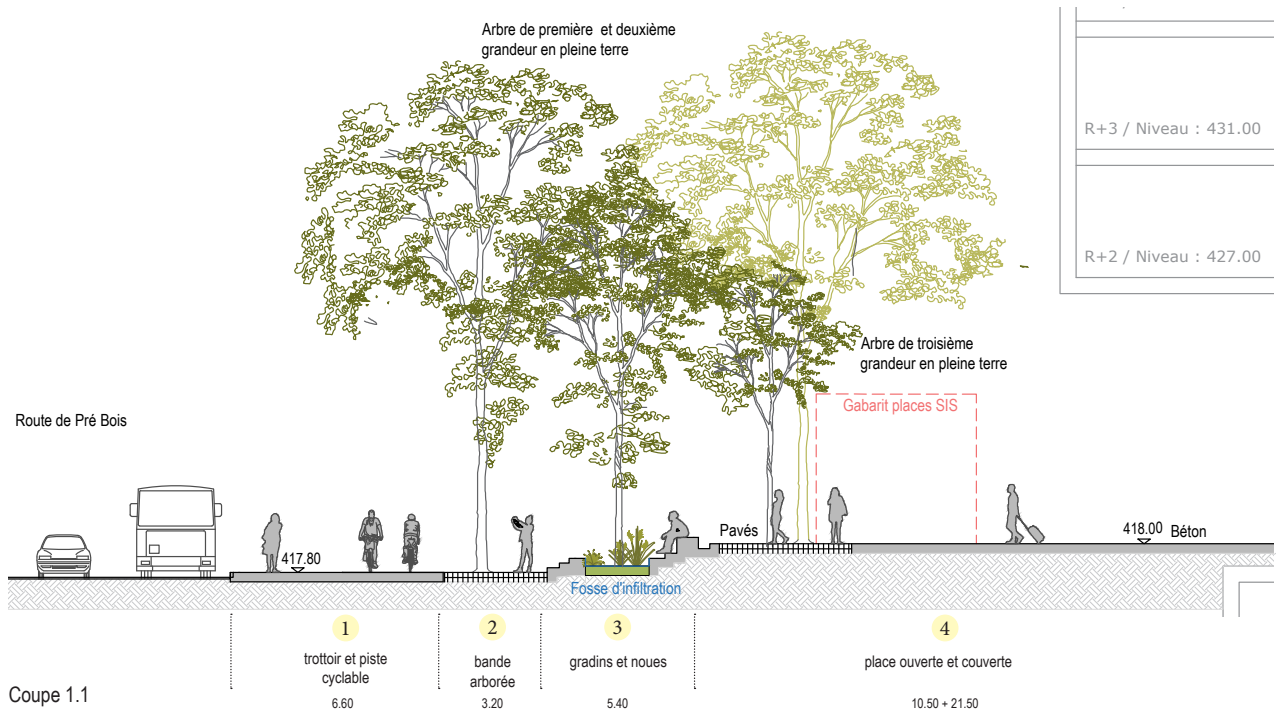 Arbre de première et deuxième
grandeur en pleine terre
R+3 / Niveau : 431.00
R+2 / Niveau : 427.00
Arbre de troisième
grandeur en pleine terre
Gabarit places SIS
Route de Pré Bois
417.80
Pavés
418.00 Béton
Fosse d'infiltration
1
trottoir et piste
cyclable
6.60
2
bande
arborée
3.20
3
gradins et noues
5.40
4
place ouverte et couverte
10.50 + 21.50
Coupe 1.1